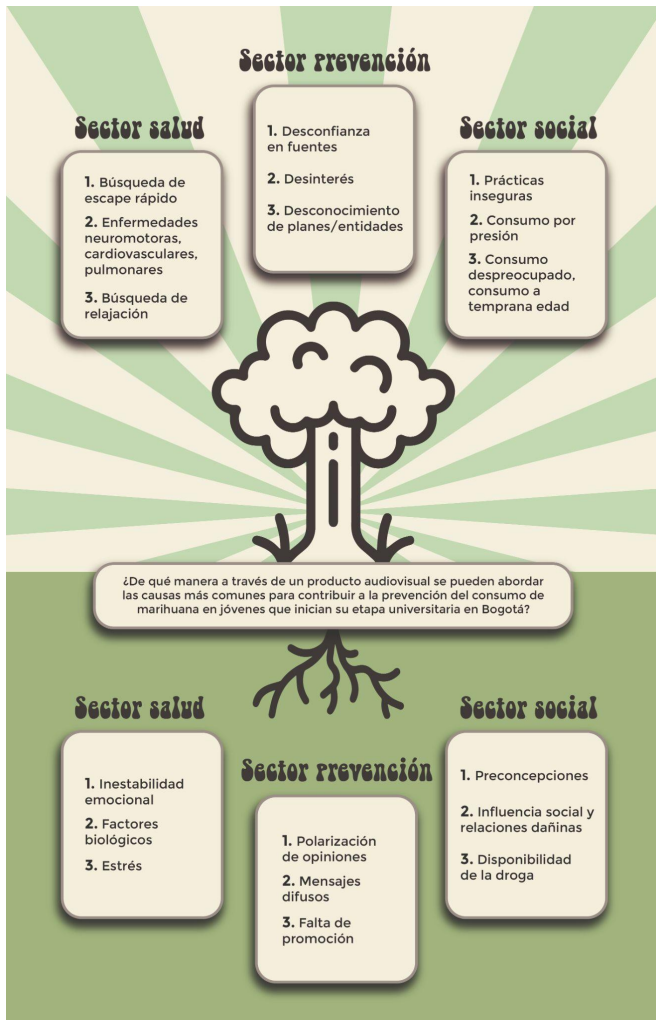 Sector prevención
Sector salud
Sector social
1. Búsqueda de
escape rápido
2. Enfermedades
neuromotoras,
cardiovasculares,
pulmonares
3. Búsqueda de
relajación
1. Desconfianza
en fuentes
2. Desinterés
3. Desconocimiento
de planes/entidades
1. Prácticas
inseguras
2. Consumo por
presión
3. Consumo
despreocupado,
consumo a
temprana edad
¿De qué manera a través de un producto audiovisual se pueden abordar
las causas más comunes para contribuir a la prevención del consumo de
marihuana en jóvenes que inician su etapa universitaria en Bogotá?
Sector salud
Sector social
Sector prevención
1. Inestabilidad
emocional
2. Factores
biológicos
3. Estrés
1. Polarización
de opiniones
2. Mensajes
difusos
3. Falta de
promoción
1. Preconcepciones
2. Influencia social y
relaciones dañinas
3. Disponibilidad
de la droga